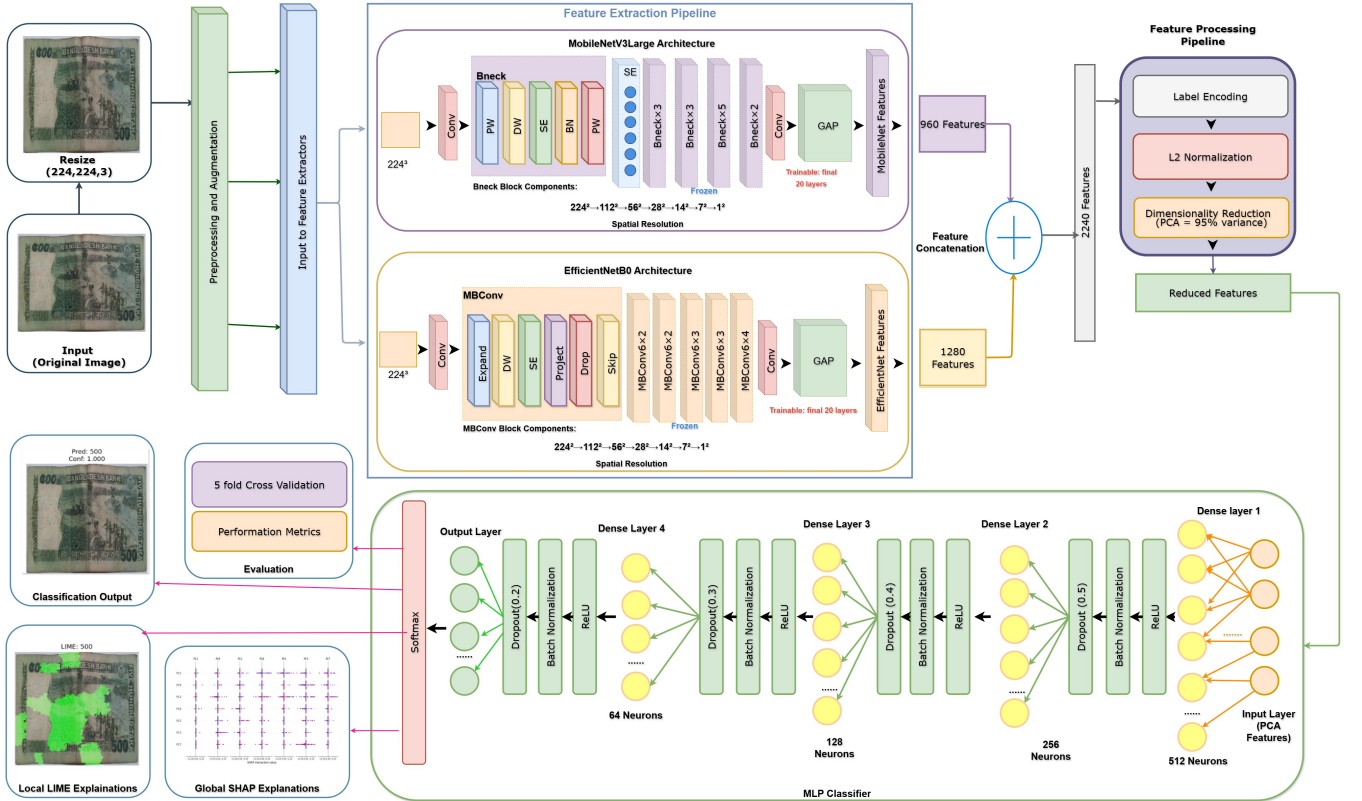 Feature Extraction Pipeline
Feature Processing
Pipeline
BANGLADESH BANK
500
Resize
(224,224,3)
BANGLADESH BANK
500
Input
(Original Image)
Preprocessing and Augmentation
Input to Feature Extractors
MobileNetV3Large Architecture
224³
Conv
Bneck
PW
DW
SE
BN
PW
Bneck Block Components:
SE
Bneck×3
Bneck×3
Bneck×5
Bneck×2
Frozen
Conv
GAP
Trainable: final
20 layers
MobileNet Features
224²→112²→56²→28²→14²→7²→1²
Spatial Resolution
EfficientNetB0 Architecture
224³
Conv
MBConv
Expand
DW
SE
Project
Drop
Skip
MBConv Block Components:
MBConv6×2
MBConv6×2
MBConv6×3
MBConv6×3
MBConv6×4
Frozen
Conv
GAP
Trainable: final 20 layers
EfficientNet Features
224²→112²→56²→28²→14²→7²→1²
Spatial Resolution
960 Features
Feature
Concatenation
1280
Features
2240 Features
Label Encoding
L2 Normalization
Dimensionality Reduction
(PCA = 95% variance)
Reduced Features
Pred: 500
Conf: 1.000
BANGLADESH BANK
500
Classification Output
5 fold Cross Validation
Performation Metrics
Evaluation
LIME: 500
500
Local LIME Explainations
Global SHAP Explanations
Softmax
Output Layer
......
Dropout(0.2)
Batch Normalization
ReLU
Dense Layer 4
......
64 Neurons
Dropout(0.3)
Batch Normalization
ReLU
Dense Layer 3
......
128
Neurons
Dropout (0.4)
Batch Normalization
ReLU
Dense Layer 2
......
256
Neurons
Dropout (0.5)
Batch Normalization
ReLU
Dense layer 1
.......
......
512 Neurons
Input Layer
(PCA
Features)
MLP Classifier